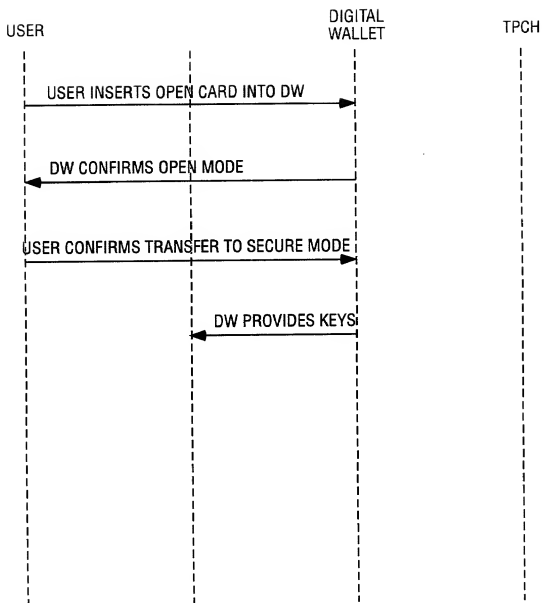 USER
DIGITAL
WALLET
TPCH
USER INSERTS OPEN CARD INTO DW
DW CONFIRMS OPEN MODE
USER CONFIRMS TRANSFER TO SECURE MODE
DW PROVIDES KEYS